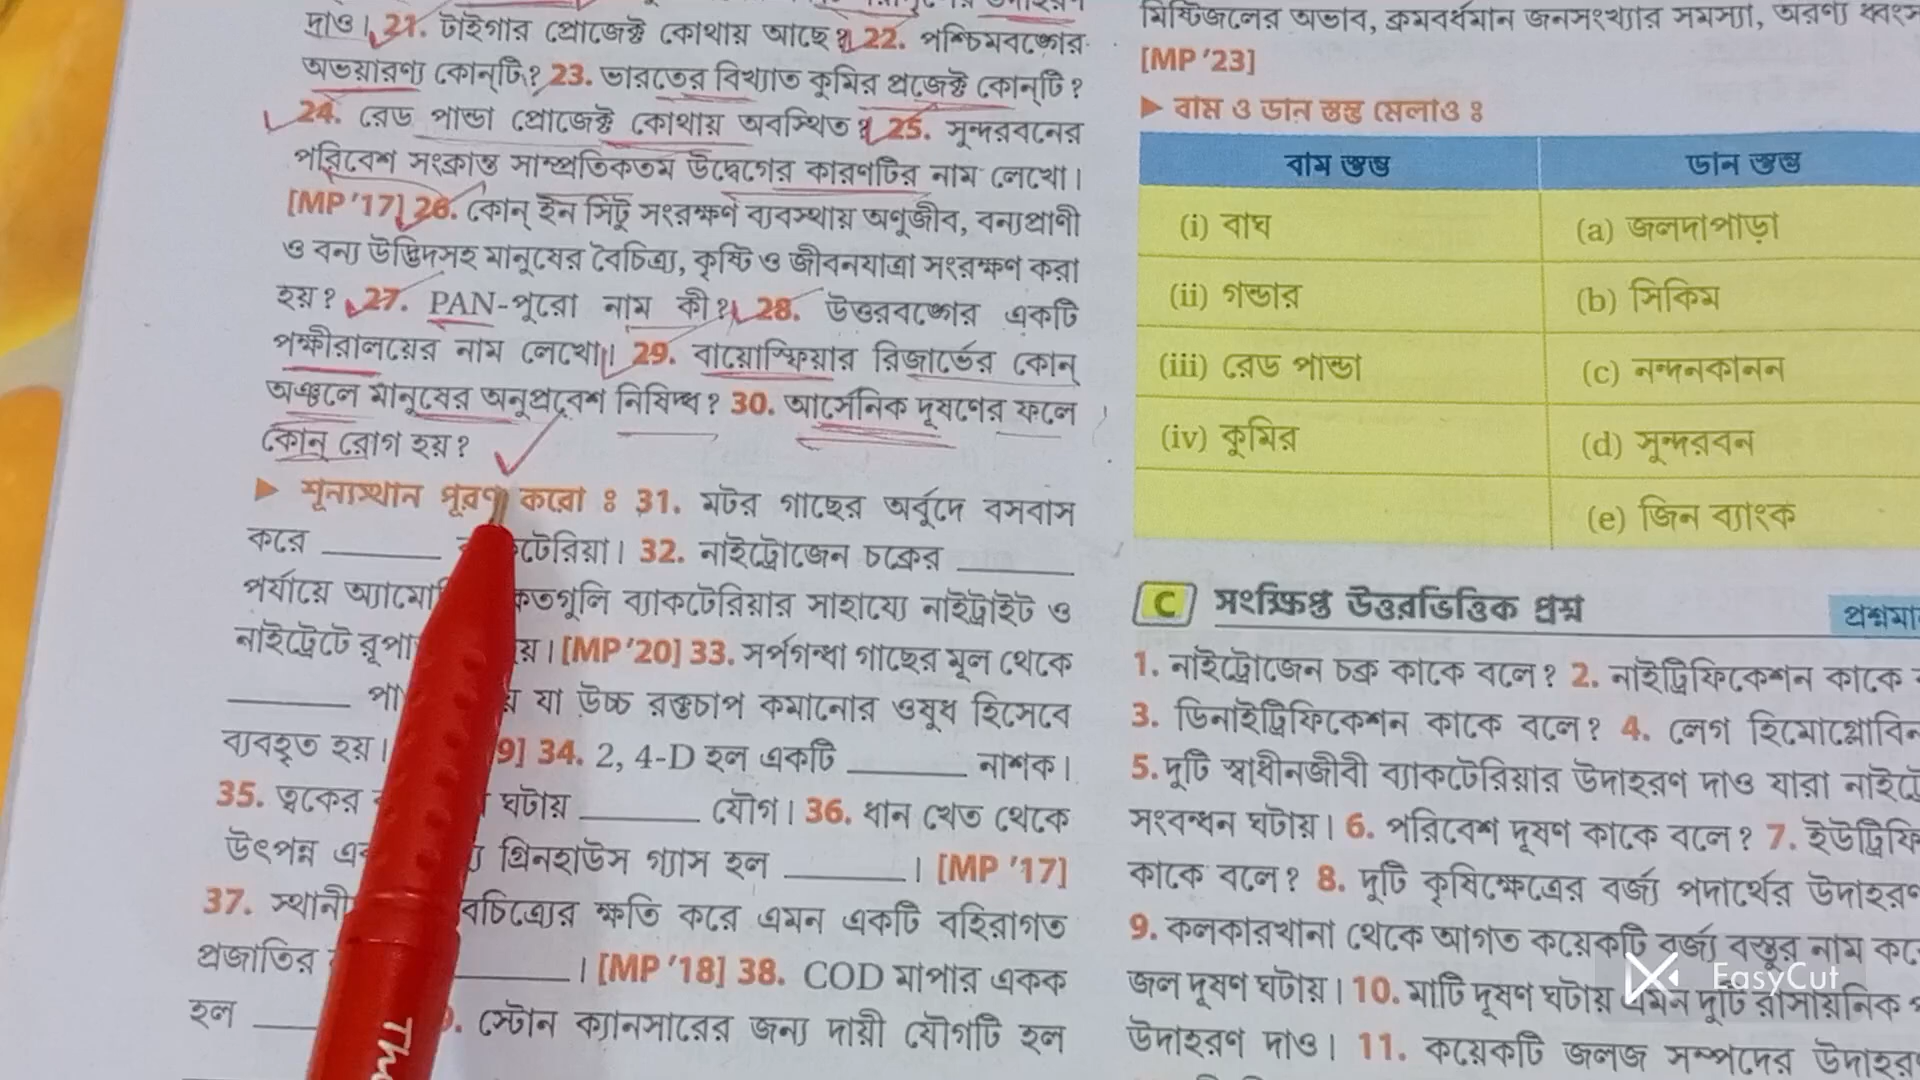 দাও। 21. টাইগার প্রোজেক্ট কোথায় আছে? 22. পশ্চিমবঙ্গের
অভয়ারণ্য কোন্‌টি? 23. ভারতের বিখ্যাত কুমির প্রজেক্ট কোন্‌টি?
24. রেড পান্ডা প্রোজেক্ট কোথায় অবস্থিত? 25. সুন্দরবনের
পরিবেশ সংক্রান্ত সাম্প্রতিকতম উদ্বেগের কারণটির নাম লেখো।
[MP '17] 26. কোন্ ইন সিটু সংরক্ষণ ব্যবস্থায় অণুজীব, বন্যপ্রাণী
ও বন্য উদ্ভিদসহ মানুষের বৈচিত্র্য, কৃষ্টি ও জীবনযাত্রা সংরক্ষণ করা
হয়? 27. PAN-পুরো নাম কী? 28. উত্তরবঙ্গের একটি
পক্ষীরালয়ের নাম লেখো। 29. বায়োস্ফিয়ার রিজার্ভের কোন্
অঞ্চলে মানুষের অনুপ্রবেশ নিষিদ্ধ? 30. আর্সেনিক দূষণের ফলে
কোন্ রোগ হয়?
▶ শূন্যস্থান পূরণ করো ঃ 31. মটর গাছের অর্বুদে বসবাস
করে ______ টেরিয়া। 32. নাইট্রোজেন চক্রের ______
পর্যায়ে কতগুলি ব্যাকটেরিয়ার সাহায্যে নাইট্রাইট ও
নাইট্রেটে [MP '20] 33. সর্পগন্ধা গাছের মূল থেকে
______ যা উচ্চ রক্তচাপ কমানোর ওষুধ হিসেবে
ব্যবহৃত হয়। 9] 34. 2, 4-D হল একটি ______ নাশক।
35. ত্বকের ঘটায় ______ যৌগ। 36. ধান খেত থেকে
উৎপন্ন গ্রিনহাউস গ্যাস হল ______। [MP '17]
37. ক্ষতি করে এমন একটি বহিরাগত
প্রজাতির ______। [MP '18] 38. COD মাপার একক
হল ______ স্টোন ক্যানসারের জন্য দায়ী যৌগটি হল
মিষ্টিজলের অভাব, ক্রমবর্ধমান জনসংখ্যার সমস্যা, অরণ্য ধ্বংস
[MP '23]
▶ বাম ও ডান স্তম্ভ মেলাও ঃ
বাম স্তম্ভ ডান স্তম্ভ
(i) বাঘ (a) জলদাপাড়া
(ii) গন্ডার (b) সিকিম
(iii) রেড পান্ডা (c) নন্দনকানন
(iv) কুমির (d) সুন্দরবন
(e) জিন ব্যাংক
C সংক্ষিপ্ত উত্তরভিত্তিক প্রশ্ন
1. নাইট্রোজেন চক্র কাকে বলে? 2. নাইট্রিফিকেশন কাকে
3. ডিনাইট্রিফিকেশন কাকে বলে? 4. লেগ হিমোগ্লোবিন
5. দুটি স্বাধীনজীবী ব্যাকটেরিয়ার উদাহরণ দাও যারা
সংবন্ধন ঘটায়। 6. পরিবেশ দূষণ কাকে বলে? 7.
কাকে বলে? 8. দুটি কৃষিক্ষেত্রের বর্জ্য পদার্থের উদাহরণ
9. কলকারখানা থেকে আগত কয়েকটি বর্জ্য বস্তুর নাম
জল দূষণ ঘটায়। 10. মাটি দূষণ ঘটায় এমন দুটি রাসায়নিক
উদাহরণ দাও। 11. কয়েকটি জলজ সম্পদের উদাহরণ
EasyCut